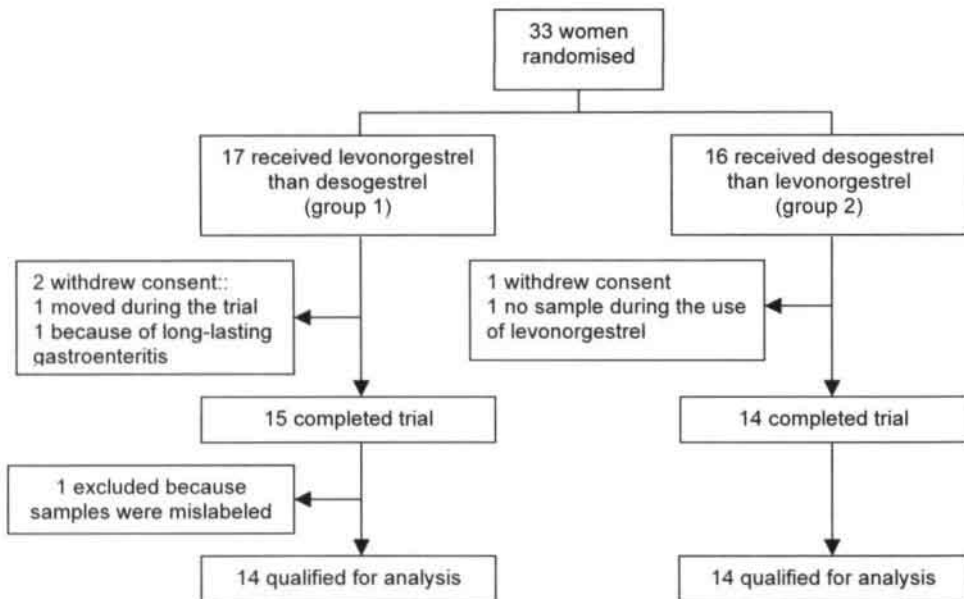 33 women
randomised
17 received levonorgestrel
than desogestrel
(group 1)
16 received desogestrel
than levonorgestrel
(group 2)
2 withdrew consent::
1 moved during the trial
1 because of long-lasting
gastroenteritis
1 withdrew consent
1 no sample during the use
of levonorgestrel
15 completed trial
14 completed trial
1 excluded because
samples were mislabeled
14 qualified for analysis
14 qualified for analysis